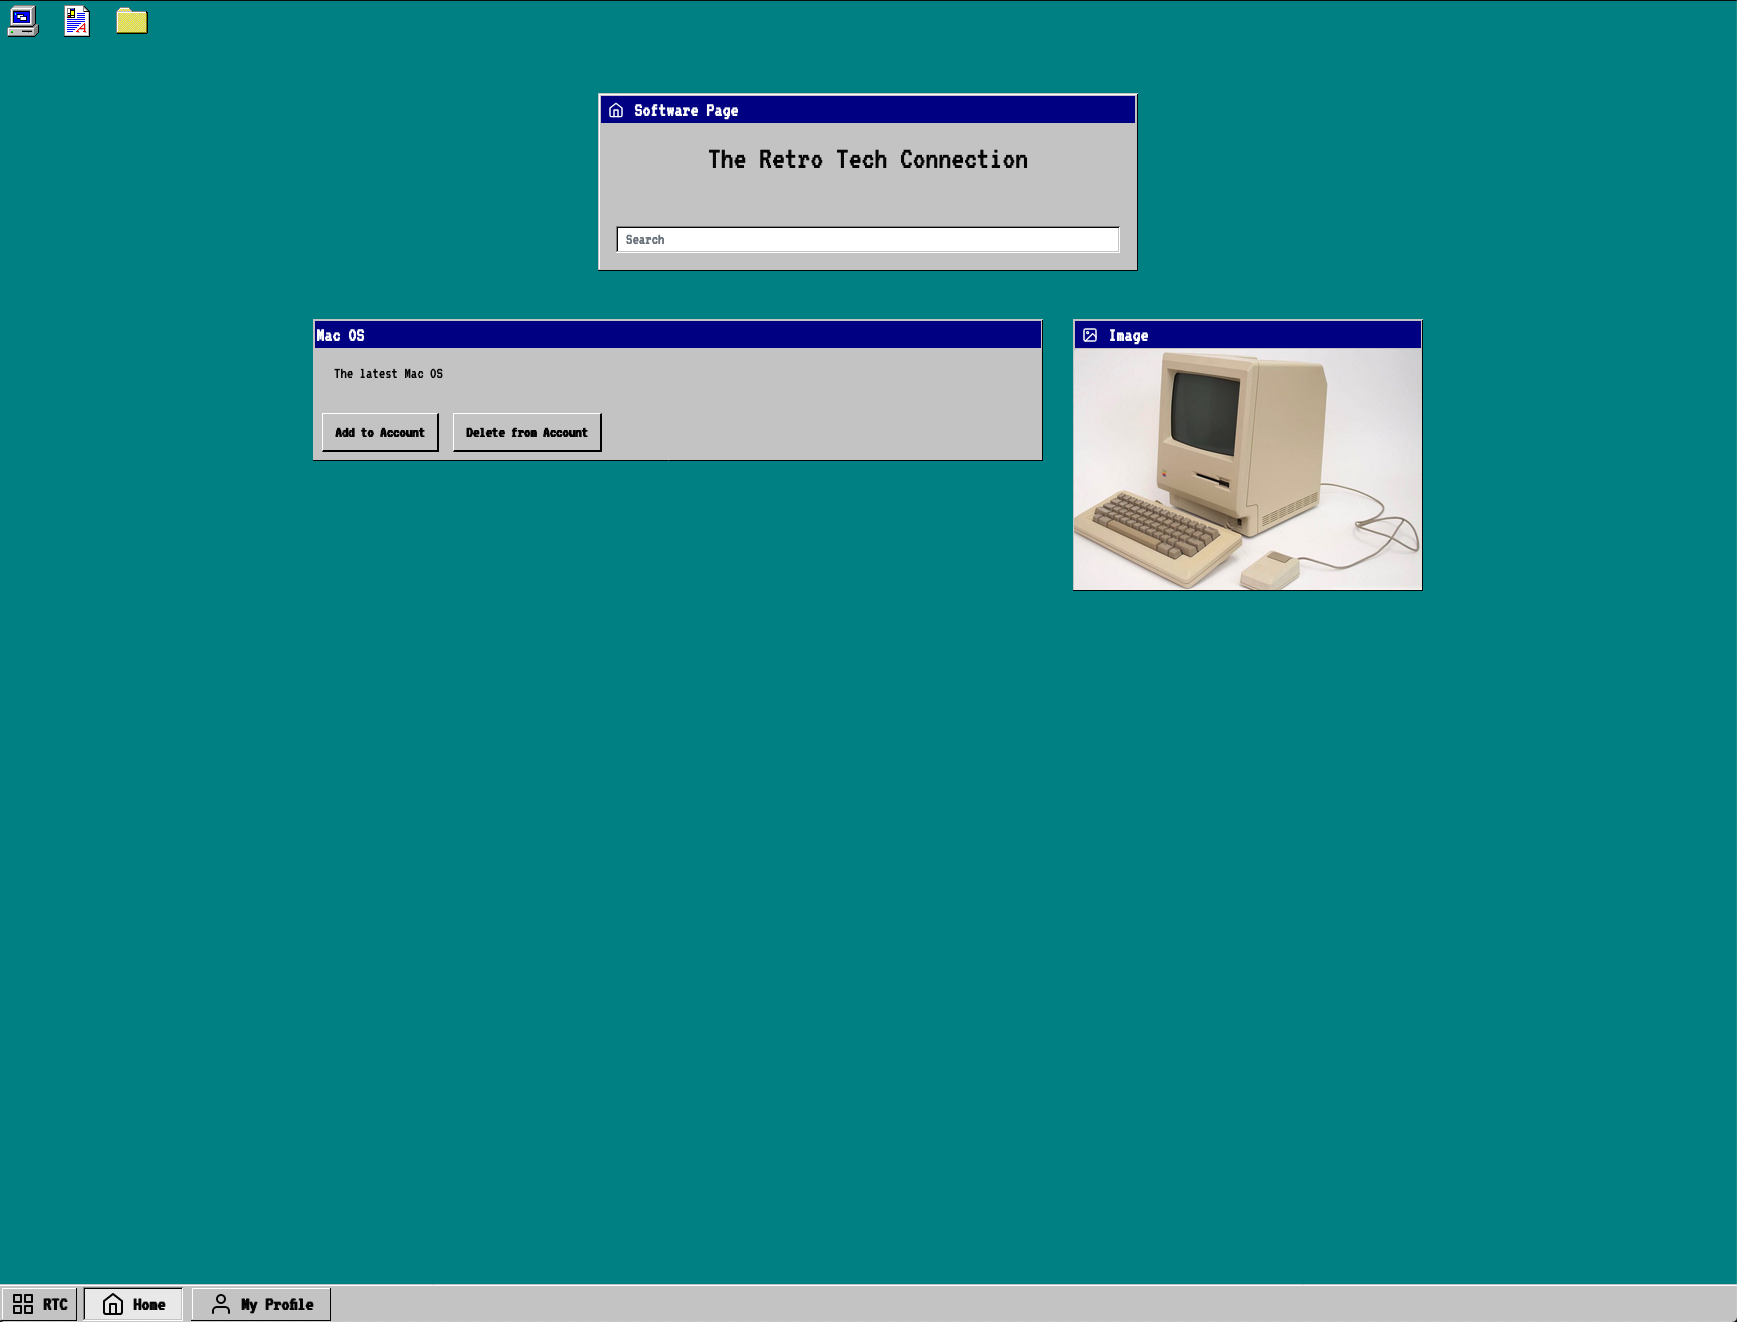 Software Page
The Retro Tech Connection
Search
Mac OS
The latest Mac OS
Add to Account
Delete from Account
Image
RTC
Home
My Profile